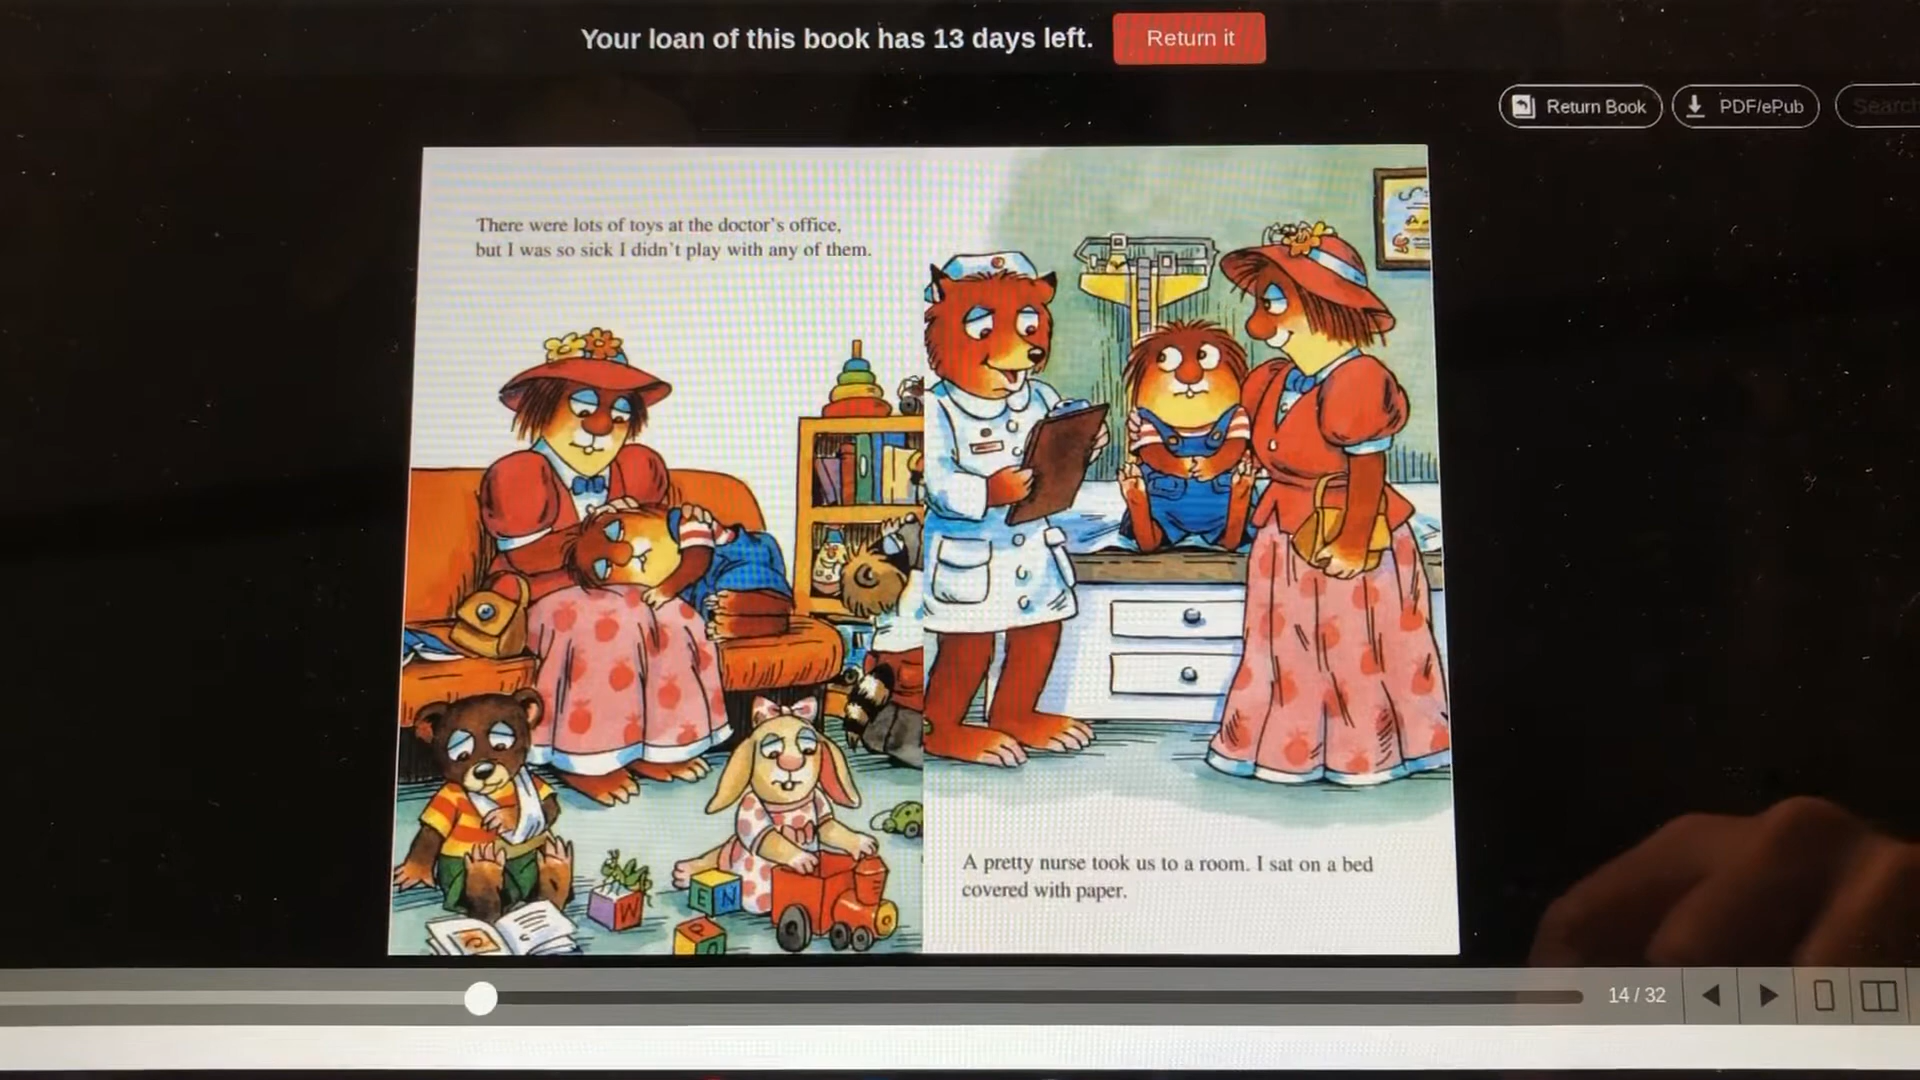 Your loan of this book has 13 days left.
Return it
Return Book
PDF/ePub
Search
There were lots of toys at the doctor's office,
but I was so sick I didn't play with any of them.
W
E N
A pretty nurse took us to a room. I sat on a bed
covered with paper.
14 / 32